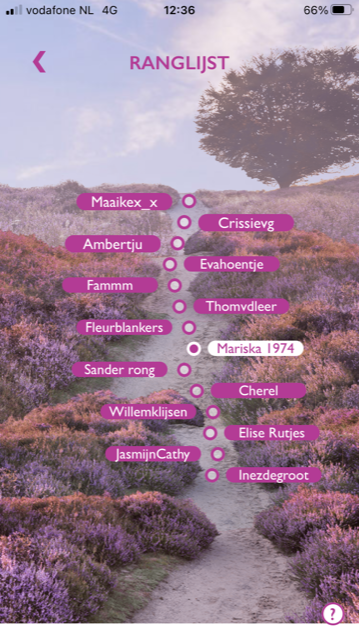 vodafone NL 4G 12:36 66%
RANGLIJST
Maaikex_x
Crissievg
Ambertju
Evahoentje
Fammm
Thomvdleer
Fleurblankers
Mariska 1974
Sander rong
Cherel
Willemklijsen
Elise Rutjes
JasmijnCathy
Inezdegroot
?